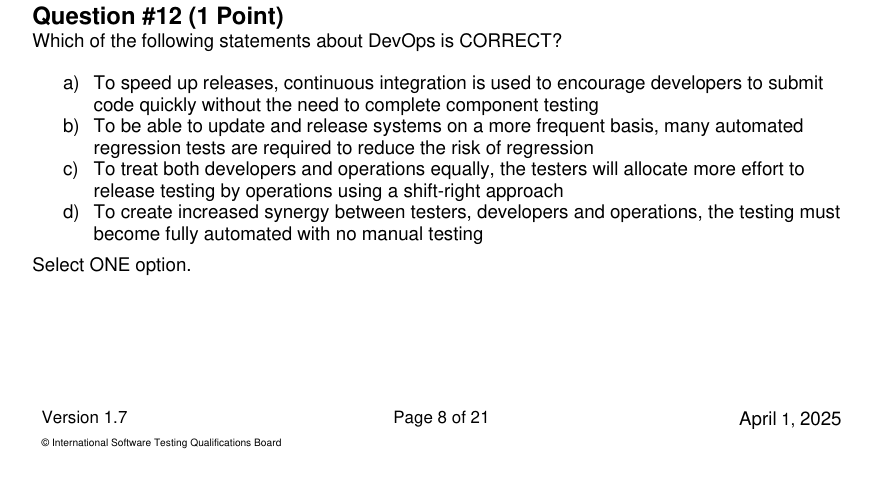 Question #12 (1 Point)
Which of the following statements about DevOps is CORRECT?
a) To speed up releases, continuous integration is used to encourage developers to submit
code quickly without the need to complete component testing
b) To be able to update and release systems on a more frequent basis, many automated
regression tests are required to reduce the risk of regression
c) To treat both developers and operations equally, the testers will allocate more effort to
release testing by operations using a shift-right approach
d) To create increased synergy between testers, developers and operations, the testing must
become fully automated with no manual testing
Select ONE option.
Version 1.7 Page 8 of 21 April 1, 2025
© International Software Testing Qualifications Board